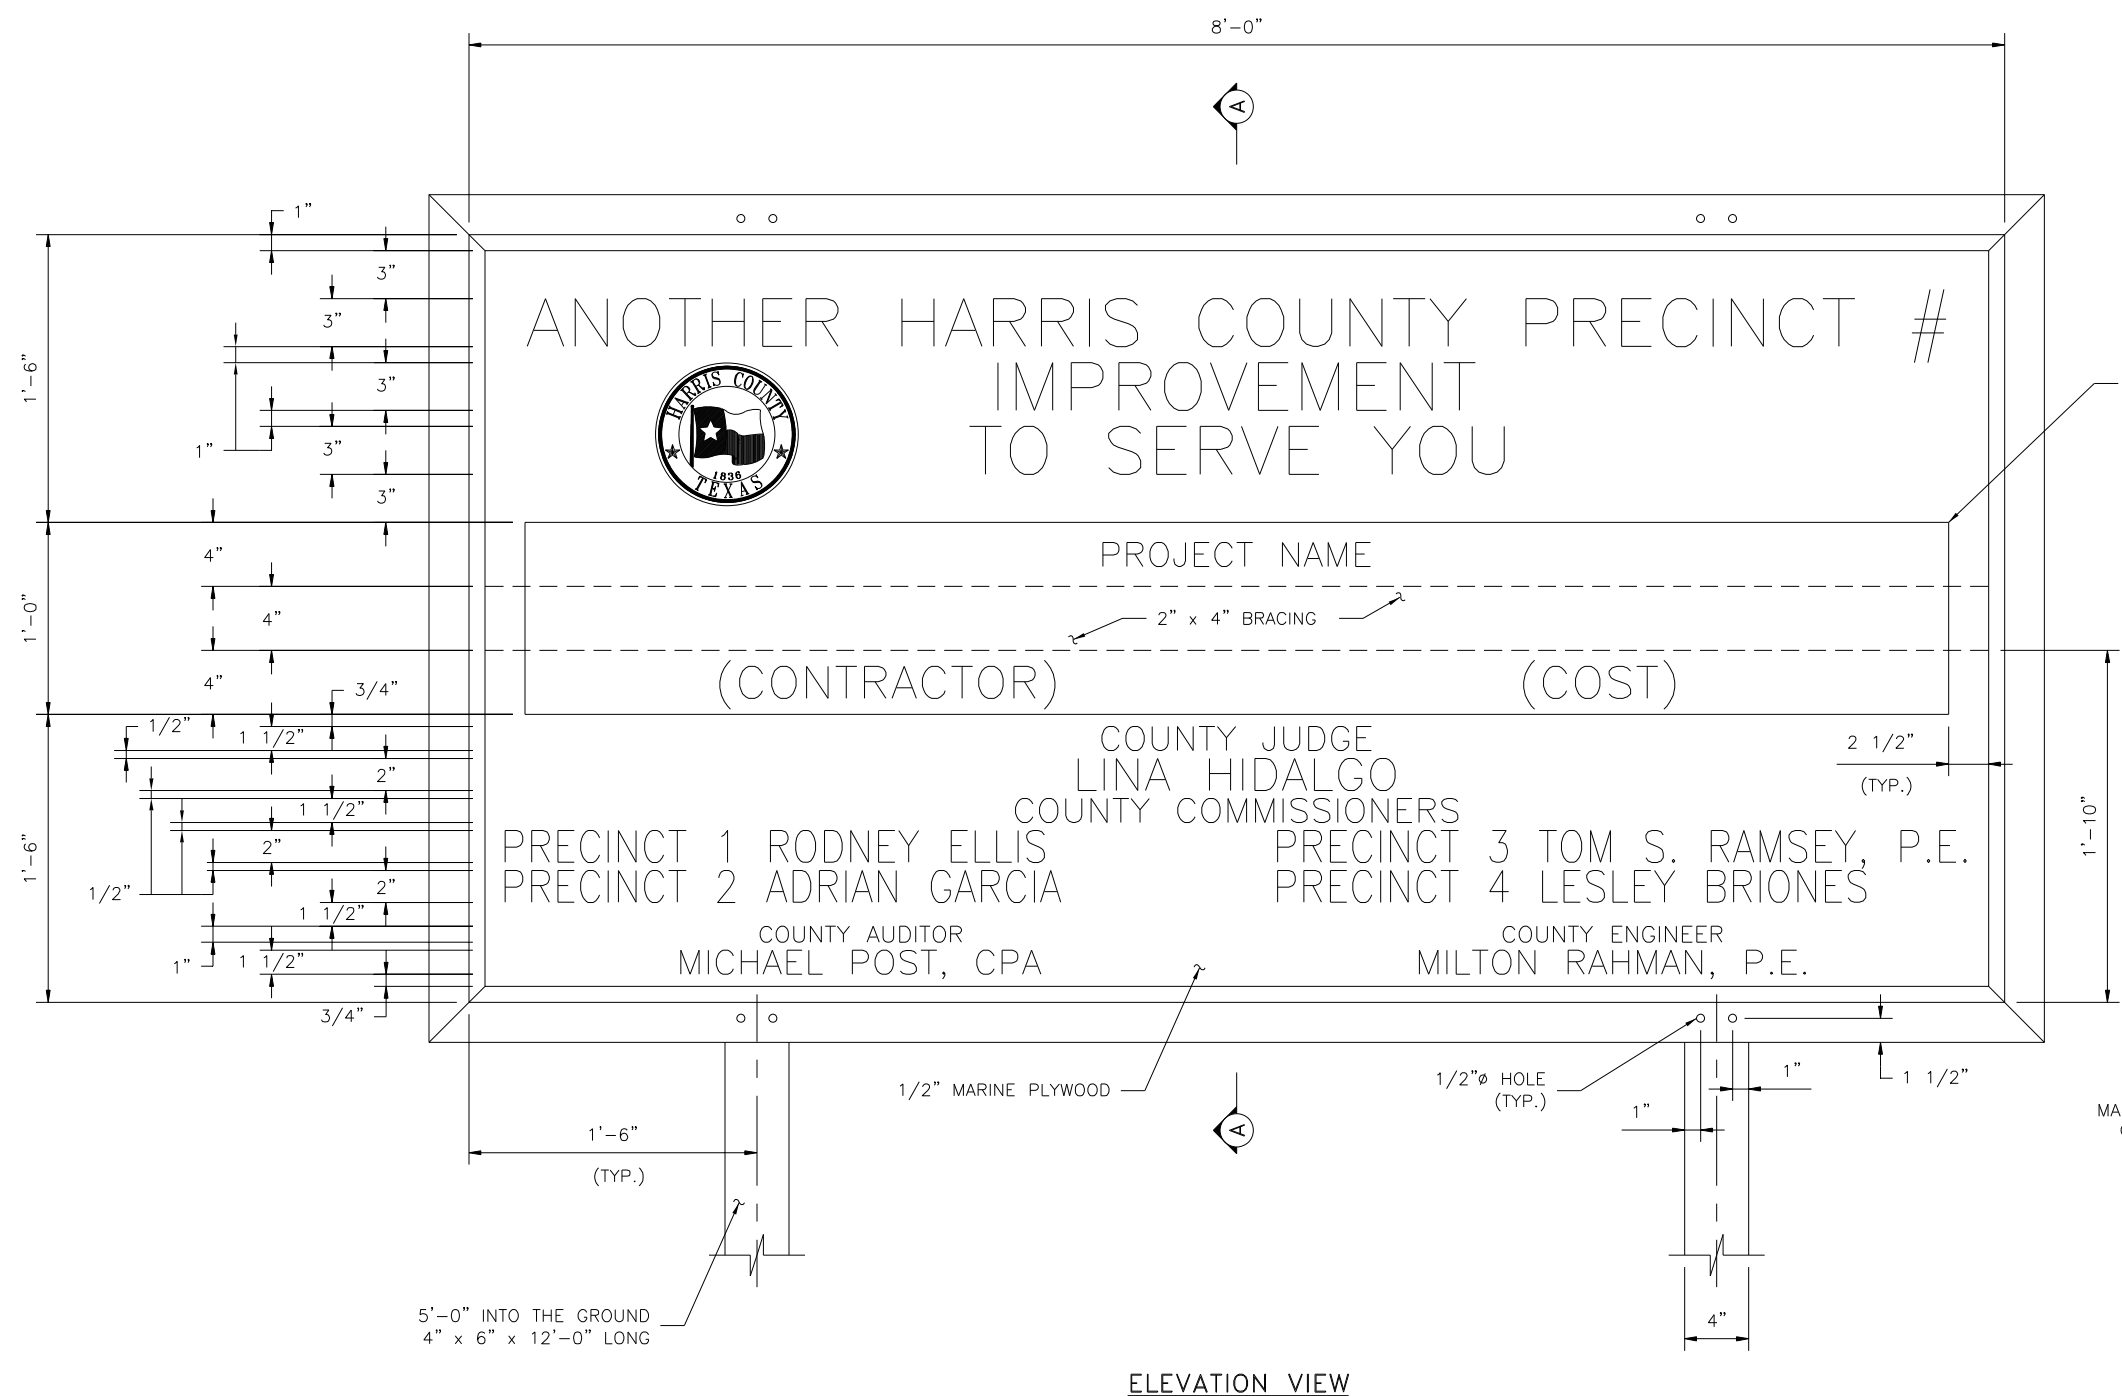 8'-0"
A
1"
3"
3"
1'-6"
3"
1"
3"
3"
ANOTHER HARRIS COUNTY PRECINCT #
IMPROVEMENT
TO SERVE YOU
HARRIS COUNTY
1836
TEXAS
4"
1'-0"
4"
4"
PROJECT NAME
2" x 4" BRACING
(CONTRACTOR) (COST)
3/4"
1/2"
1 1/2"
2"
1 1/2"
1'-6"
2"
1/2"
2"
1 1/2"
1"
1 1/2"
3/4"
COUNTY JUDGE
LINA HIDALGO
COUNTY COMMISSIONERS
PRECINCT 1 RODNEY ELLIS PRECINCT 3 TOM S. RAMSEY, P.E.
PRECINCT 2 ADRIAN GARCIA PRECINCT 4 LESLEY BRIONES
COUNTY AUDITOR COUNTY ENGINEER
MICHAEL POST, CPA MILTON RAHMAN, P.E.
2 1/2"
(TYP.)
1'-10"
1/2" MARINE PLYWOOD
1/2"ø HOLE
(TYP.)
1"
1"
1 1/2"
A
1'-6"
(TYP.)
5'-0" INTO THE GROUND
4" x 6" x 12'-0" LONG
4"
ELEVATION VIEW